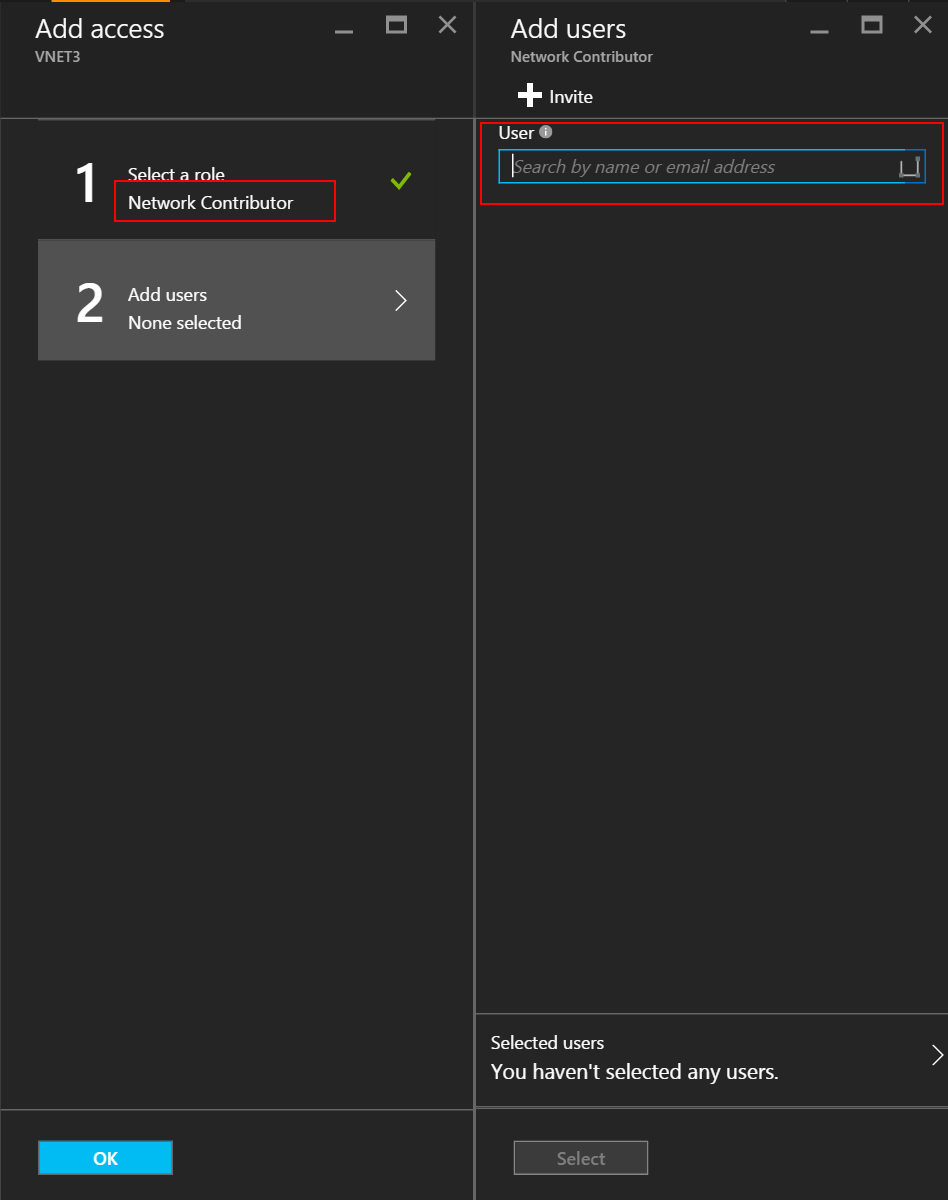 Add access
VNET3
1
Select a role
Network Contributor
2
Add users
None selected
OK
Add users
Network Contributor
Invite
User
Search by name or email address
Selected users
You haven't selected any users.
Select